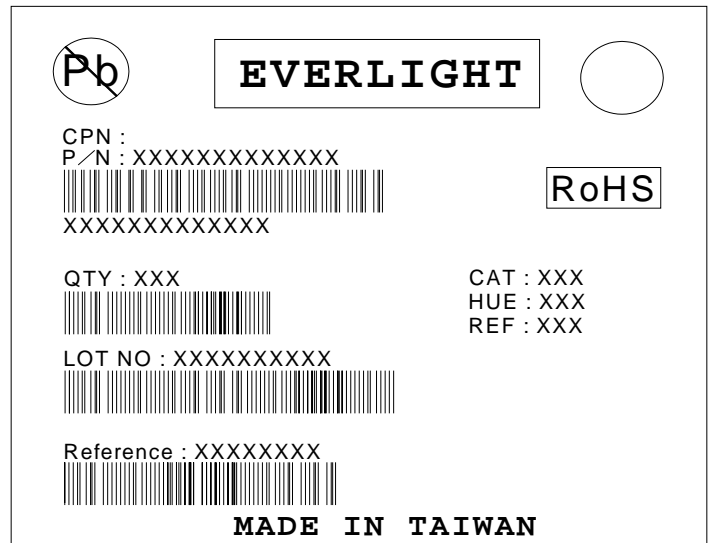 Pb
EVERLIGHT
CPN :
P/N : XXXXXXXXXXXXX
RoHS
XXXXXXXXXXXXX
QTY : XXX
CAT : XXX
HUE : XXX
REF : XXX
LOT NO : XXXXXXXXXX
Reference : XXXXXXXX
MADE IN TAIWAN